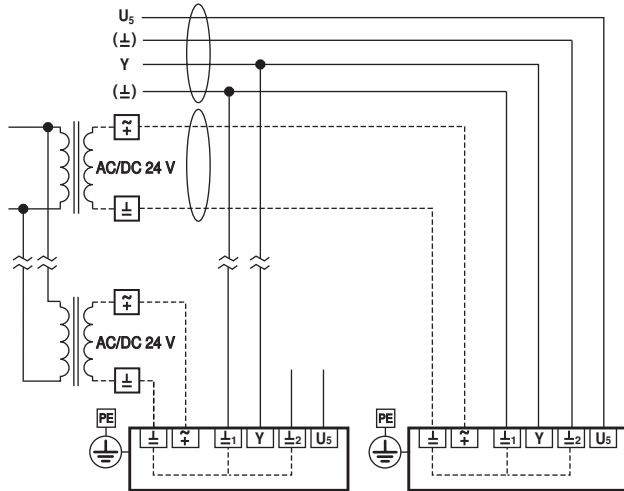 U₅
(⊥)
Y
(⊥)
~
+
AC/DC 24 V
⊥
~
+
AC/DC 24 V
⊥
PE
⊥ ~+ ⊥1 Y ⊥2 U5
PE
⊥ ~+ ⊥1 Y ⊥2 U5